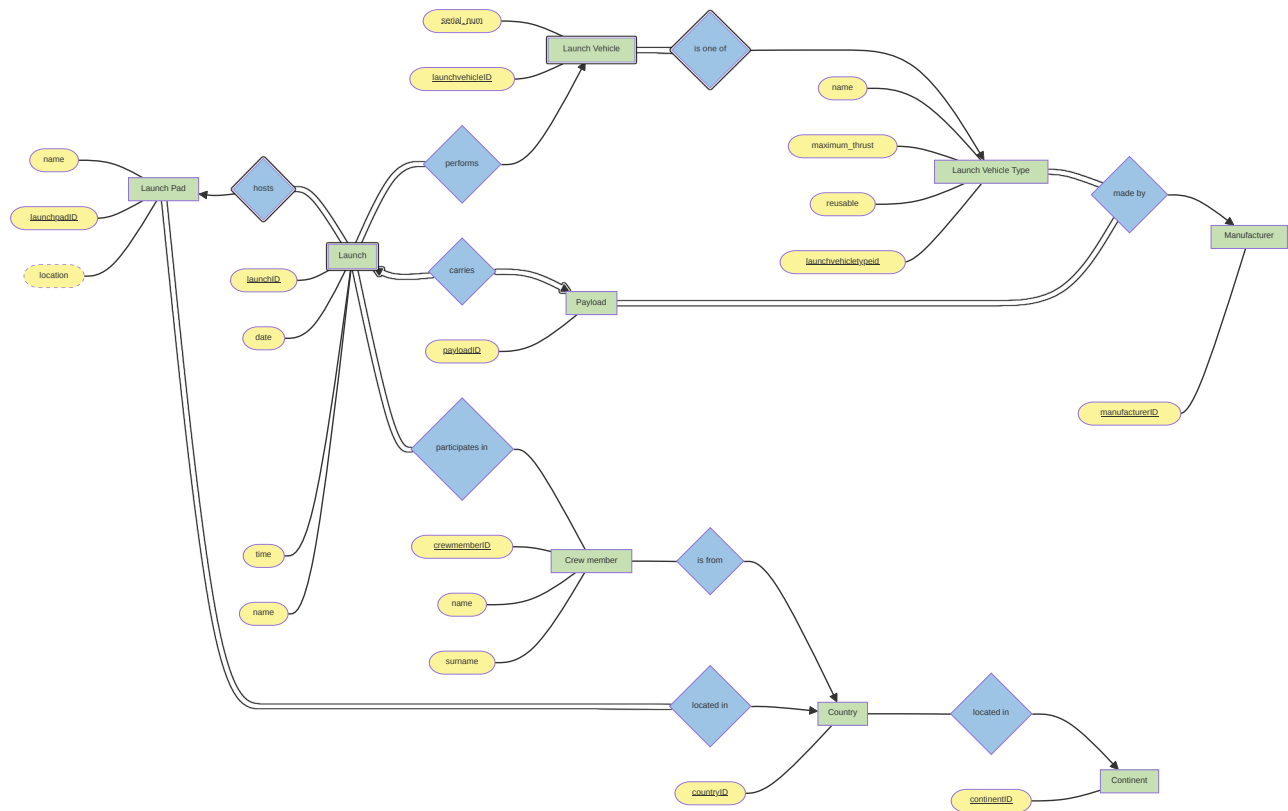 serial_num
Launch Vehicle
is one of
launchvehicleID
name
performs
maximum_thrust
name
Launch Vehicle Type
made by
Launch Pad
hosts
reusable
launchpadID
Manufacturer
Launch
launchvehicletypeid
location
launchID
carries
Payload
date
payloadID
manufacturerID
participates in
time
crewmemberID
Crew member
is from
name
name
surname
located in
Country
located in
countryID
Continent
continentID